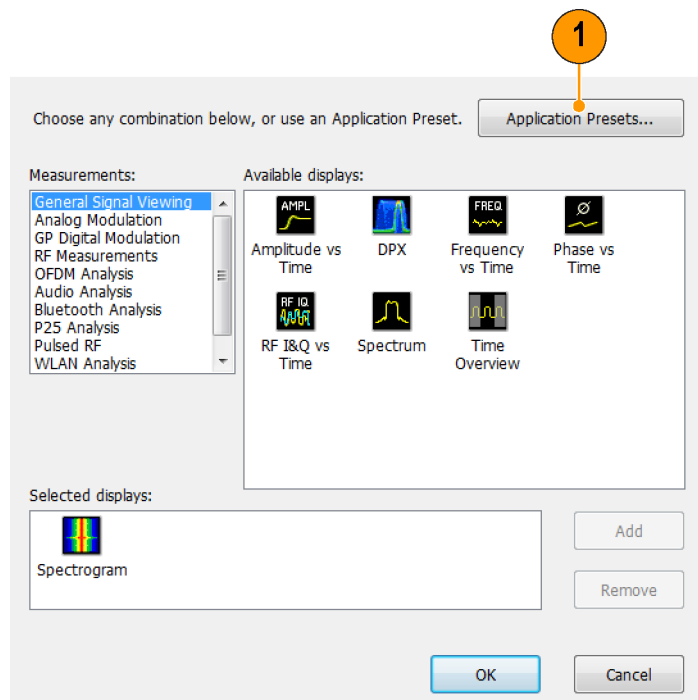 1
Choose any combination below, or use an Application Preset.
Application Presets...
Measurements:
Available displays:
General Signal Viewing
Analog Modulation
GP Digital Modulation
RF Measurements
OFDM Analysis
Audio Analysis
Bluetooth Analysis
P25 Analysis
Pulsed RF
WLAN Analysis
AMPL
Amplitude vs
Time
DPX
FREQ
Frequency
vs Time
Ø
Phase vs
Time
RF IQ
RF I&Q vs
Time
Spectrum
Time
Overview
Selected displays:
Spectrogram
Add
Remove
OK
Cancel